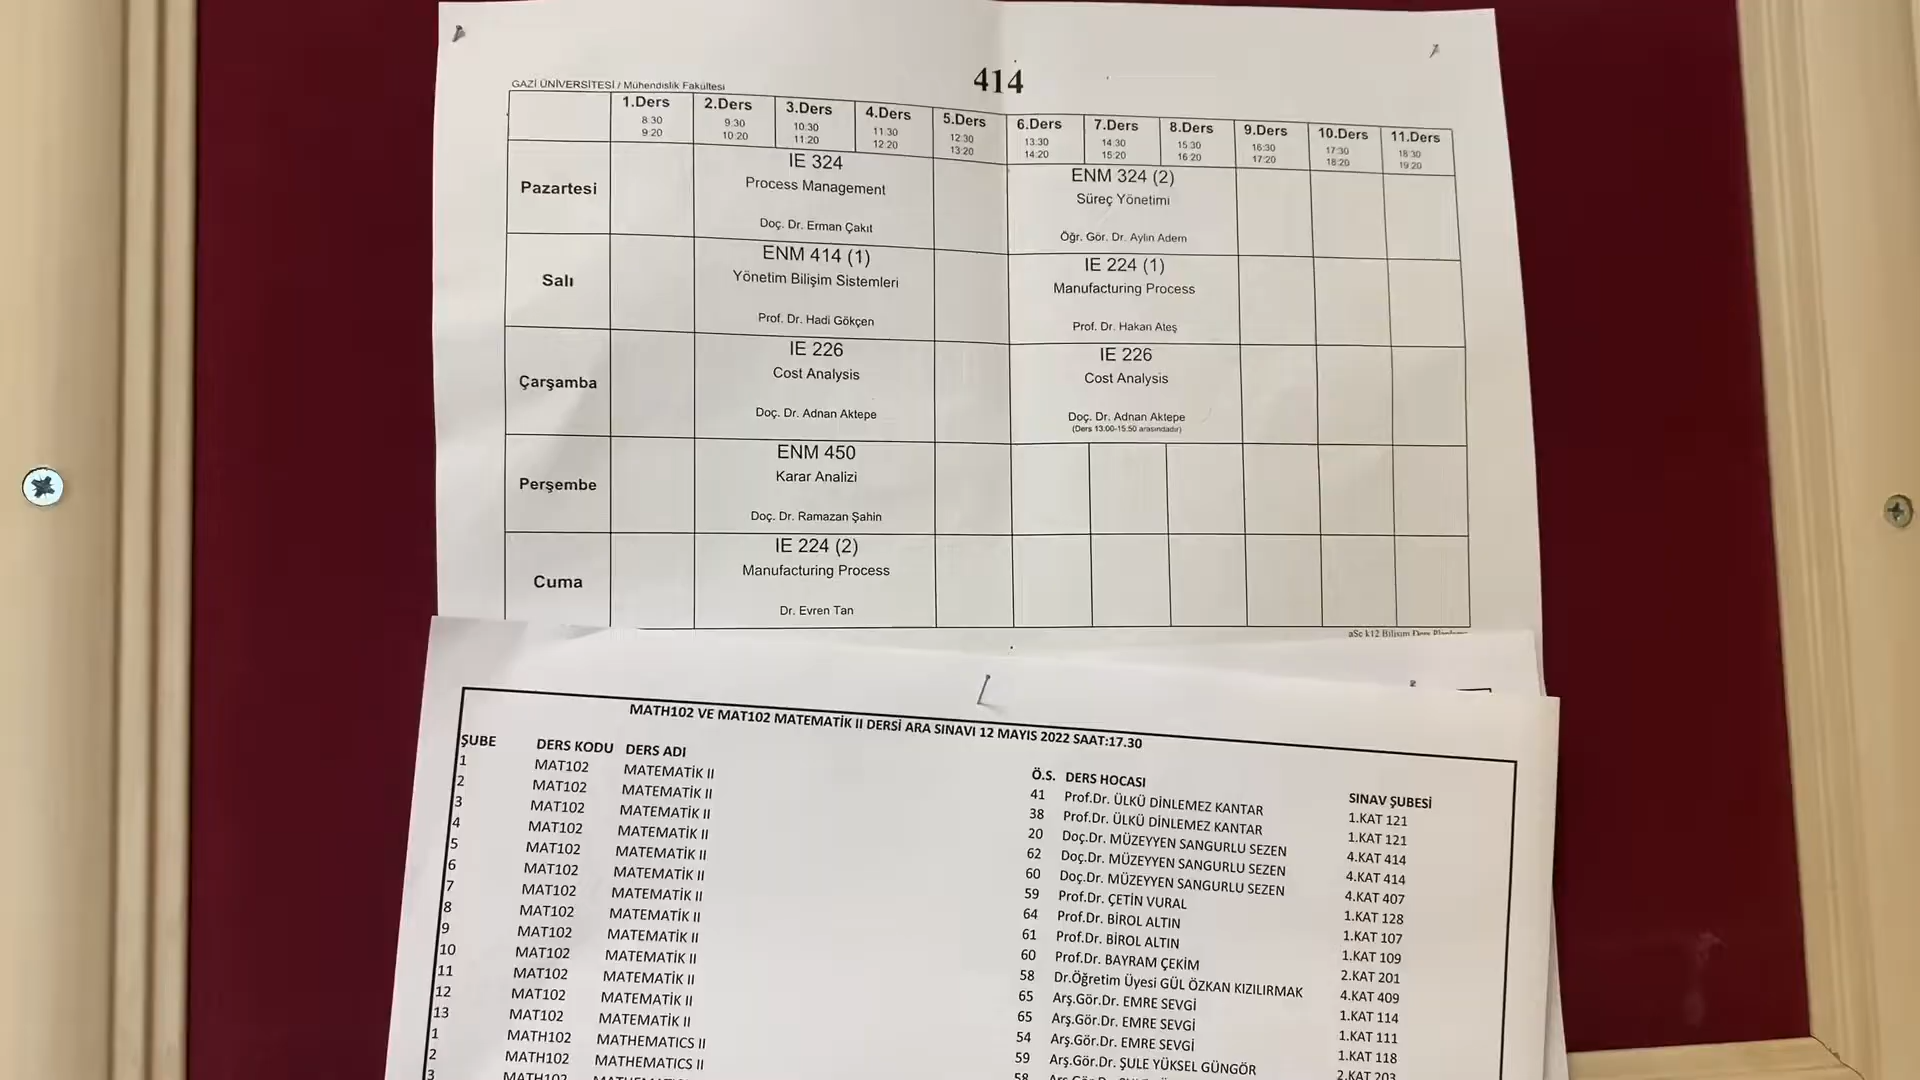 414
GAZİ ÜNİVERSİTESİ / Mühendislik Fakültesi
1.Ders 2.Ders 3.Ders 4.Ders 5.Ders 6.Ders 7.Ders 8.Ders 9.Ders 10.Ders 11.Ders
8:30 9:30 10:30 11:30 12:30 13:30 14:30 15:30 16:30 17:30 18:30
9:20 10:20 11:20 12:20 13:20 14:20 15:20 16:20 17:20 18:20 19:20
Pazartesi
IE 324
Process Management
Doç. Dr. Erman Çakıt
ENM 324 (2)
Süreç Yönetimi
Öğr. Gör. Dr. Aylin Adem
Salı
ENM 414 (1)
Yönetim Bilişim Sistemleri
Prof. Dr. Hadi Gökçen
IE 224 (1)
Manufacturing Process
Prof. Dr. Hakan Ateş
Çarşamba
IE 226
Cost Analysis
Doç. Dr. Adnan Aktepe
IE 226
Cost Analysis
Doç. Dr. Adnan Aktepe
(Ders 13:00-15:50 arasındadır)
Perşembe
ENM 450
Karar Analizi
Doç. Dr. Ramazan Şahin
Cuma
IE 224 (2)
Manufacturing Process
Dr. Evren Tan
aSc k12 Bilişim Ders
MATH102 VE MAT102 MATEMATİK II DERSİ ARA SINAVI 12 MAYIS 2022 SAAT:17.30
ŞUBE DERS KODU DERS ADI Ö.S. DERS HOCASI SINAV ŞUBESİ
1 MAT102 MATEMATİK II 41 Prof.Dr. ÜLKÜ DİNLEMEZ KANTAR 1.KAT 121
2 MAT102 MATEMATİK II 38 Prof.Dr. ÜLKÜ DİNLEMEZ KANTAR 1.KAT 121
3 MAT102 MATEMATİK II 20 Doç.Dr. MÜZEYYEN SANGURLU SEZEN 4.KAT 414
4 MAT102 MATEMATİK II 62 Doç.Dr. MÜZEYYEN SANGURLU SEZEN 4.KAT 414
5 MAT102 MATEMATİK II 60 Doç.Dr. MÜZEYYEN SANGURLU SEZEN 4.KAT 407
6 MAT102 MATEMATİK II 59 Prof.Dr. ÇETİN VURAL 1.KAT 128
7 MAT102 MATEMATİK II 64 Prof.Dr. BİROL ALTIN 1.KAT 107
8 MAT102 MATEMATİK II 61 Prof.Dr. BİROL ALTIN 1.KAT 109
9 MAT102 MATEMATİK II 60 Prof.Dr. BAYRAM ÇEKİM 2.KAT 201
10 MAT102 MATEMATİK II 58 Dr.Öğretim Üyesi GÜL ÖZKAN KIZILIRMAK 4.KAT 409
11 MAT102 MATEMATİK II 65 Arş.Gör.Dr. EMRE SEVGİ 1.KAT 114
12 MAT102 MATEMATİK II 65 Arş.Gör.Dr. EMRE SEVGİ 1.KAT 111
13 MAT102 MATEMATİK II 54 Arş.Gör.Dr. EMRE SEVGİ 1.KAT 118
1 MATH102 MATHEMATICS II 59 Arş.Gör.Dr. ŞULE YÜKSEL GÜNGÖR 2.KAT 203
2 MATH102 MATHEMATICS II 58
3 MATH102